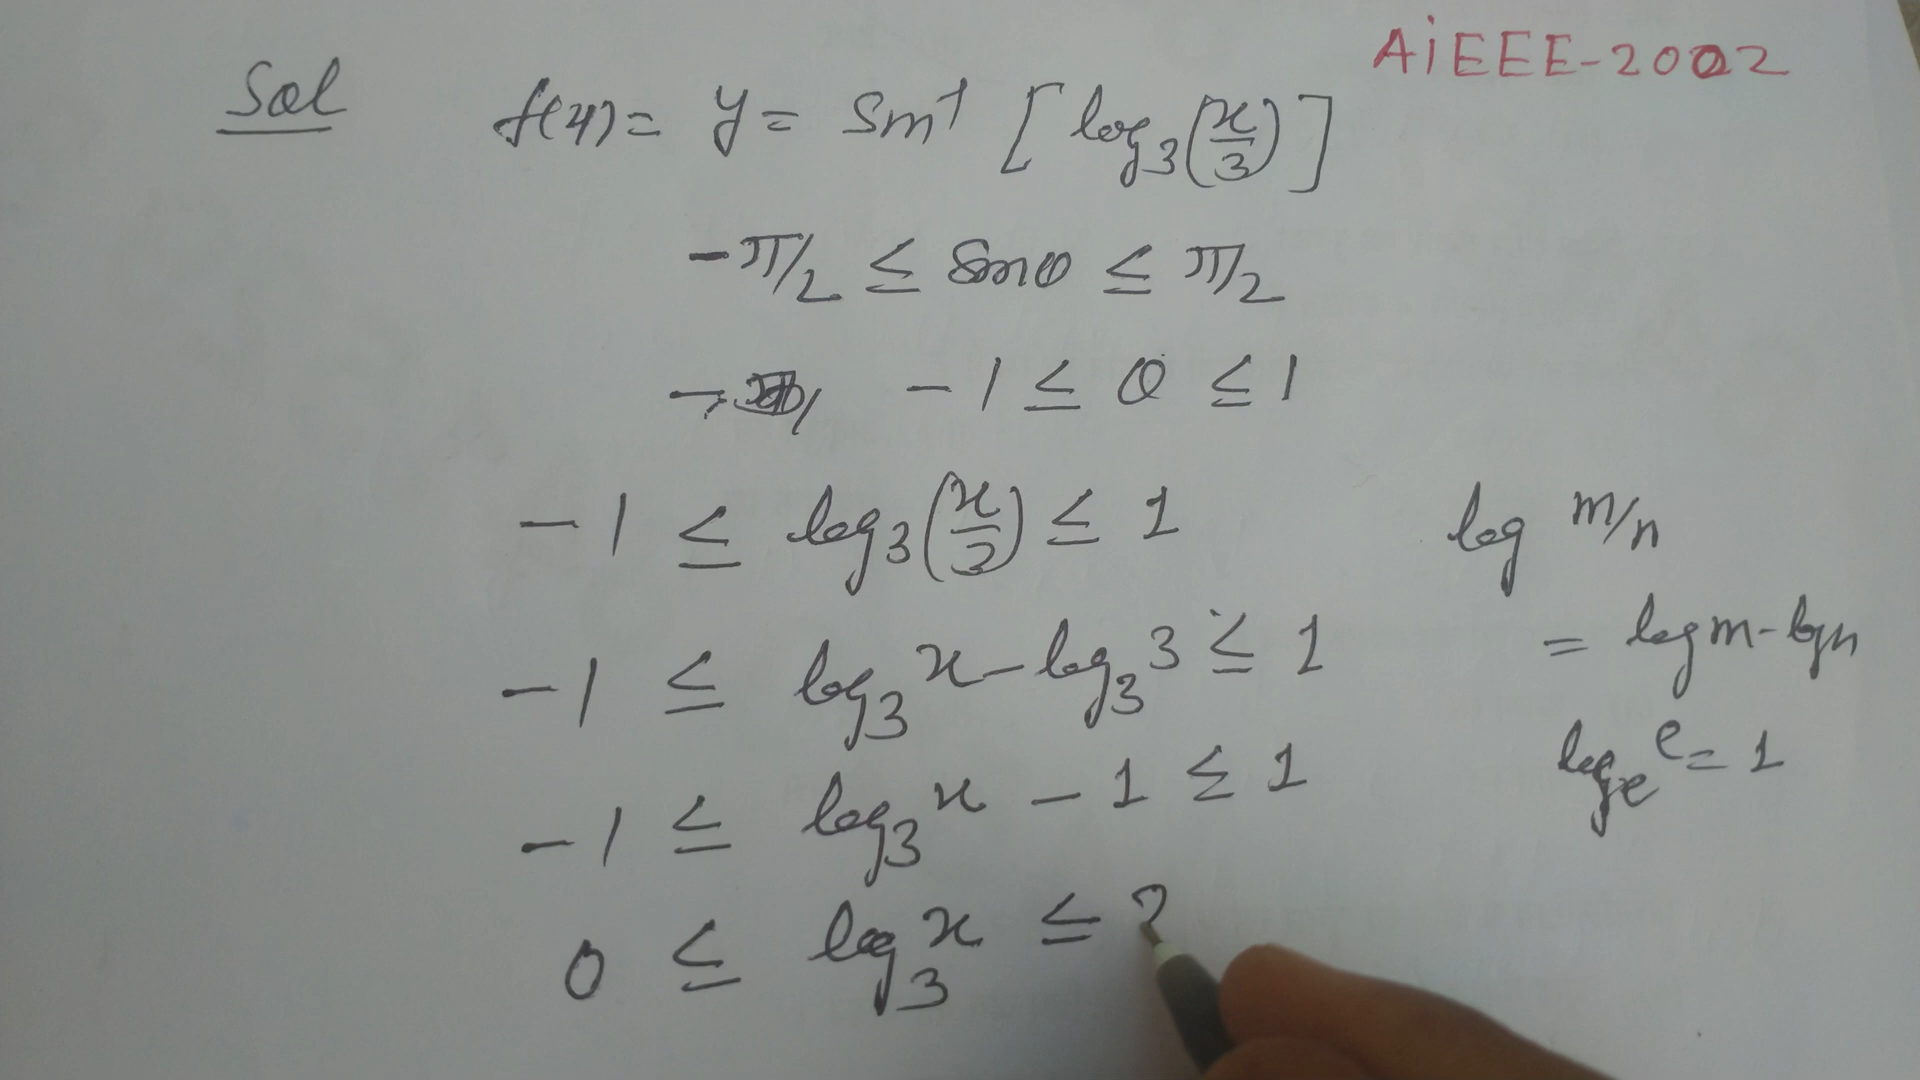 AiEEE-2002
Sol f(x) = y = Sin⁻¹ [log₃(x/3)]
-π/2 ≤ Sinθ ≤ π/2
-1 ≤ θ ≤ 1
-1 ≤ log₃(x/3) ≤ 1
log m/n
= log m - log n
-1 ≤ log₃x - log₃3 ≤ 1
logₑe = 1
-1 ≤ log₃x - 1 ≤ 1
0 ≤ log₃x ≤ 2